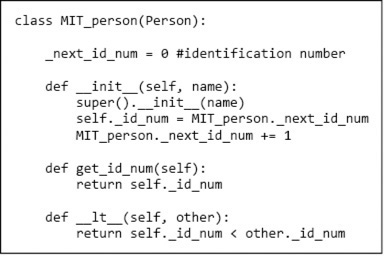 class MIT_person(Person):
    _next_id_num = 0 #identification number
    def __init__(self, name):
        super().__init__(name)
        self._id_num = MIT_person._next_id_num
        MIT_person._next_id_num += 1
    def get_id_num(self):
        return self._id_num
    def __lt__(self, other):
        return self._id_num < other._id_num